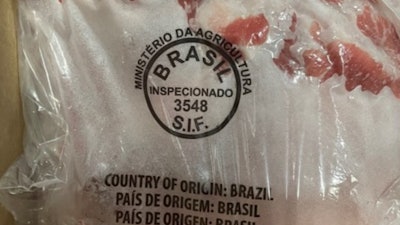 MINISTÉRIO DA AGRICULTURA
BRASIL
INSPECIONADO
3548
S.I.F.
COUNTRY OF ORIGIN: BRAZIL
PAÍS DE ORIGEM: BRASIL
PAÍS DE ORIGEN: BRASIL